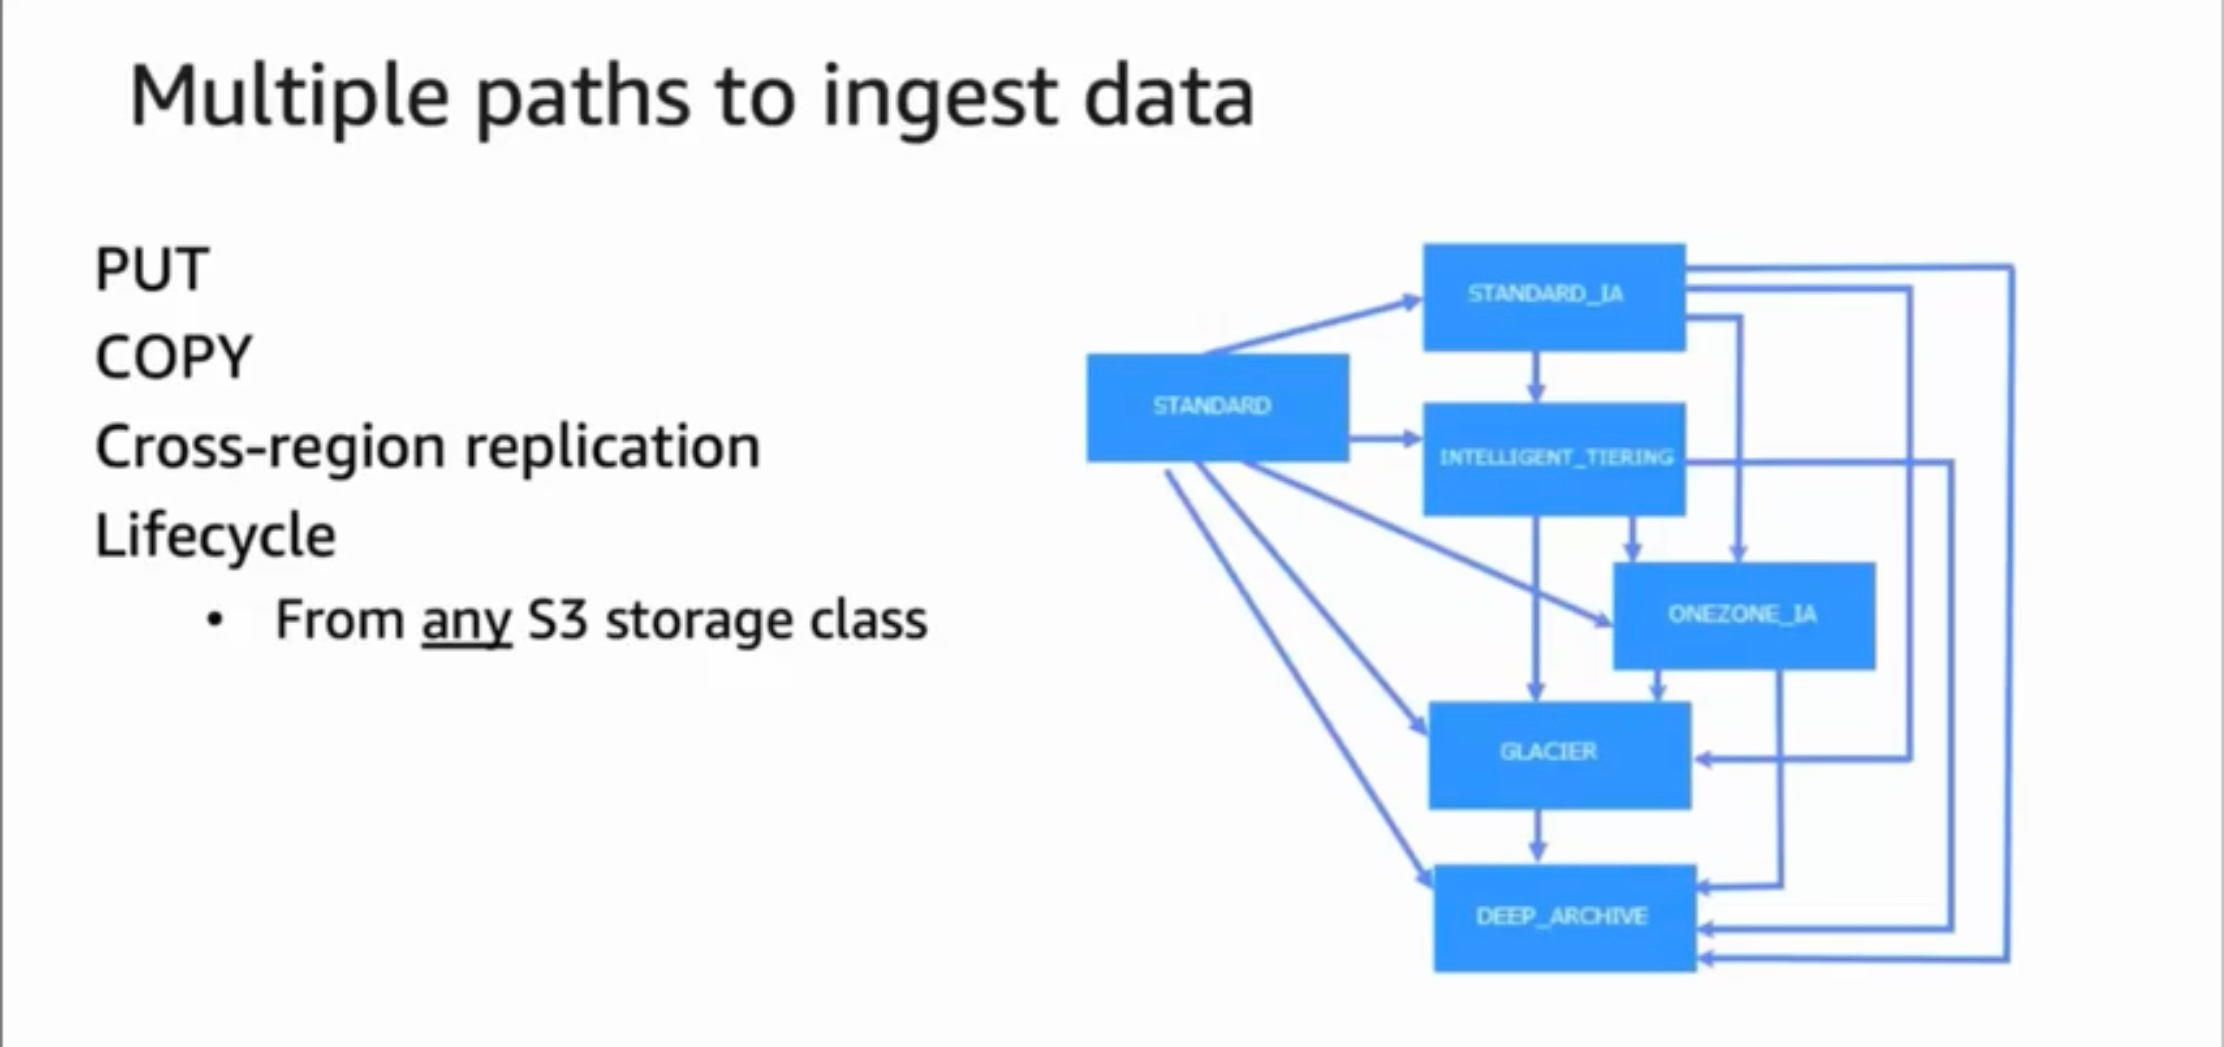 Multiple paths to ingest data
PUT
COPY
Cross-region replication
Lifecycle
• From any S3 storage class
STANDARD_IA
STANDARD
INTELLIGENT_TIERING
ONEZONE_IA
GLACIER
DEEP_ARCHIVE